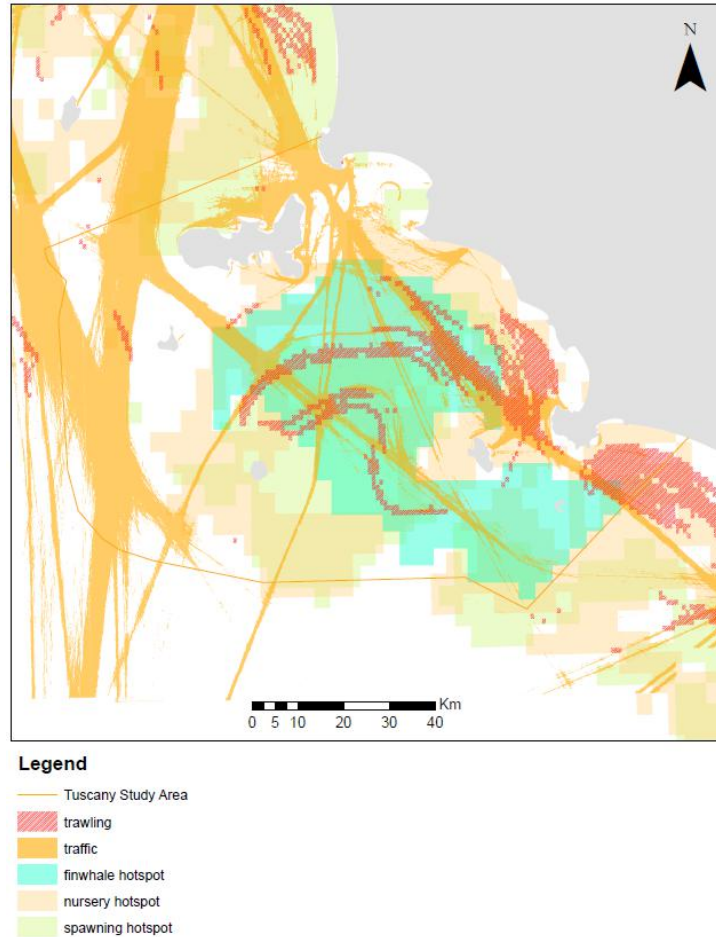 N
Km
0 5 10 20 30 40
Legend
Tuscany Study Area
trawling
traffic
finwhale hotspot
nursery hotspot
spawning hotspot